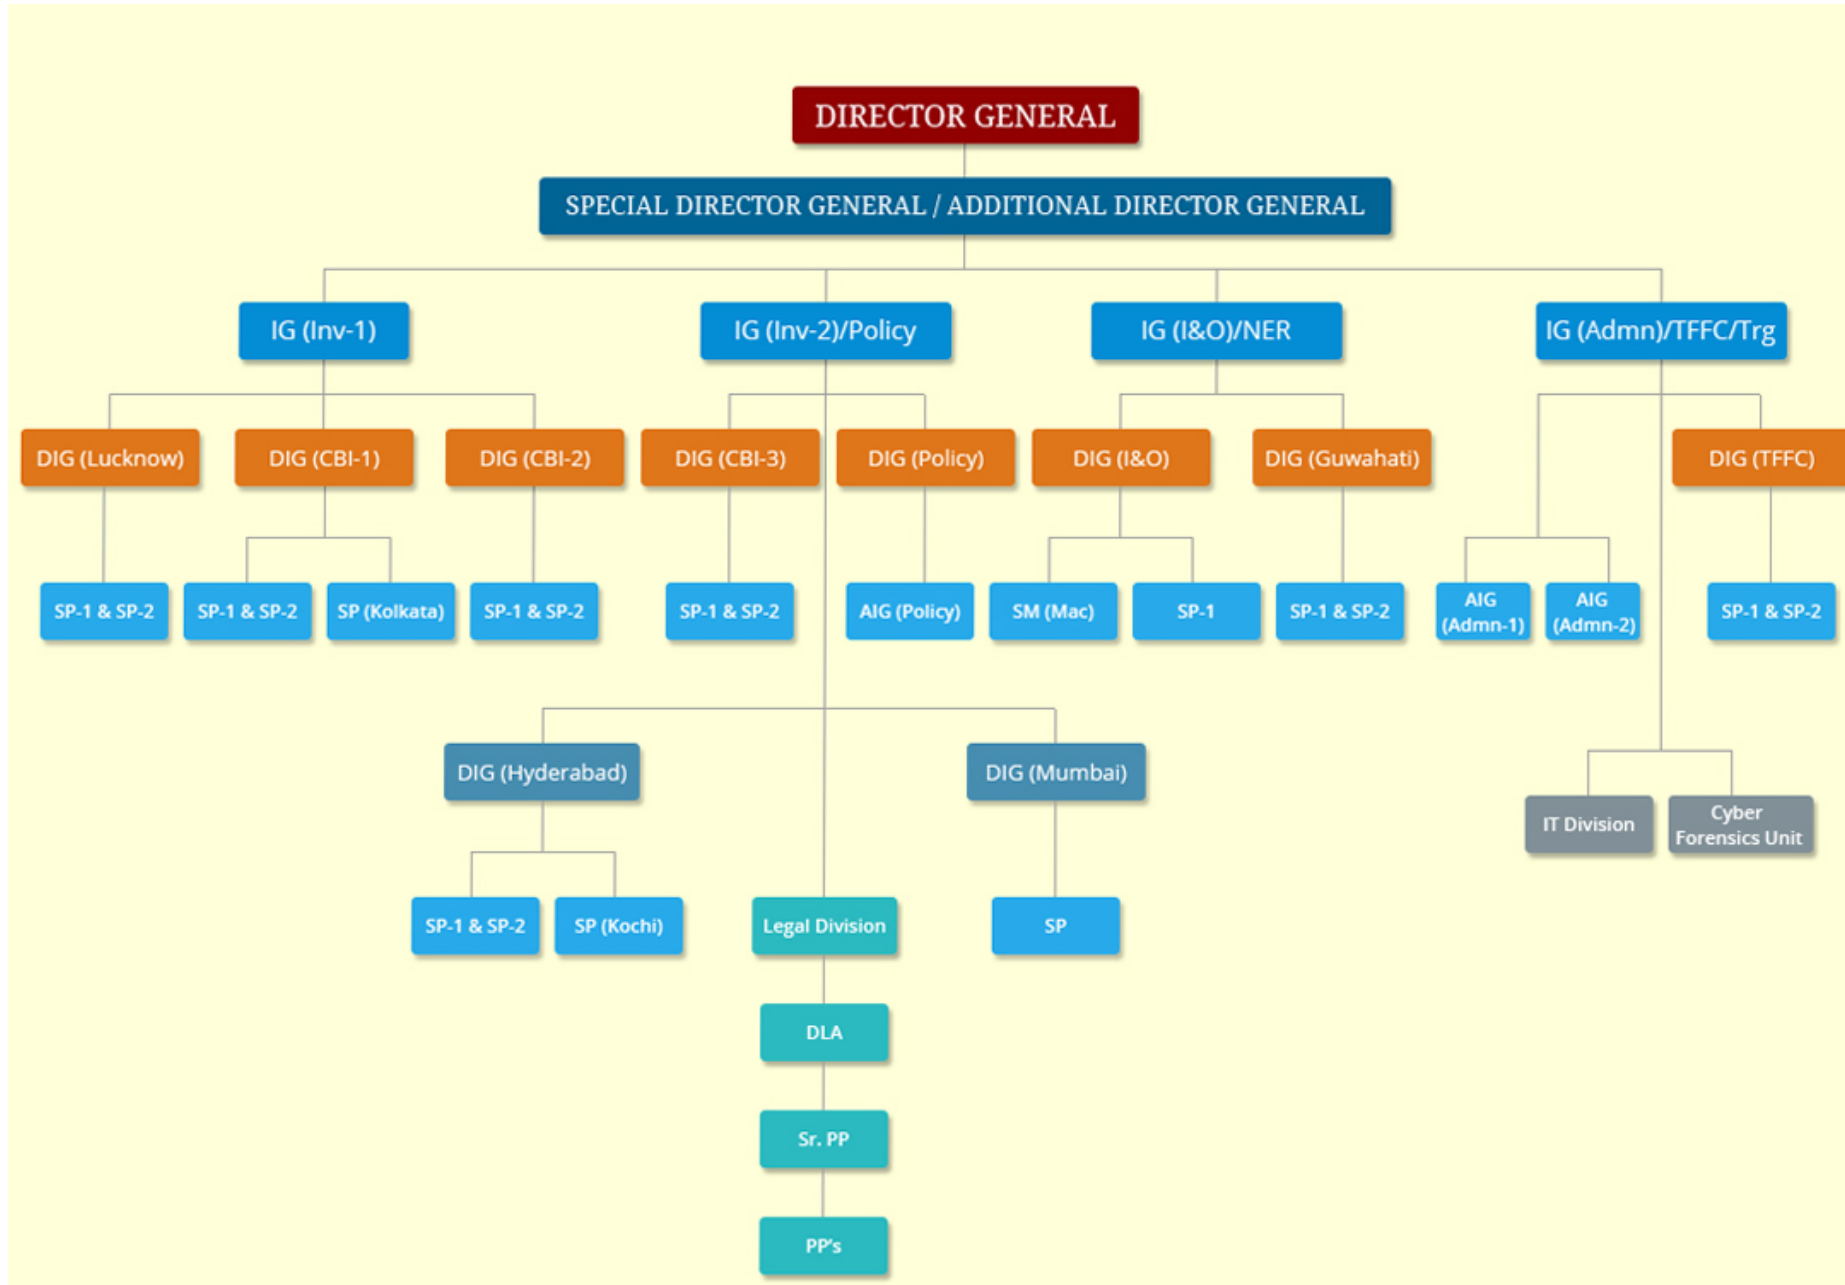 DIRECTOR GENERAL
SPECIAL DIRECTOR GENERAL / ADDITIONAL DIRECTOR GENERAL
IG (Inv-1)
IG (Inv-2)/Policy
IG (I&O)/NER
IG (Admn)/TFFC/Trg
DIG (Lucknow)
DIG (CBI-1)
DIG (CBI-2)
DIG (CBI-3)
DIG (Policy)
DIG (I&O)
DIG (Guwahati)
DIG (TFFC)
SP-1 & SP-2
SP-1 & SP-2
SP (Kolkata)
SP-1 & SP-2
SP-1 & SP-2
AIG (Policy)
SM (Mac)
SP-1
SP-1 & SP-2
AIG
(Admn-1)
AIG
(Admn-2)
SP-1 & SP-2
DIG (Hyderabad)
DIG (Mumbai)
IT Division
Cyber
Forensics Unit
SP-1 & SP-2
SP (Kochi)
Legal Division
SP
DLA
Sr. PP
PP's